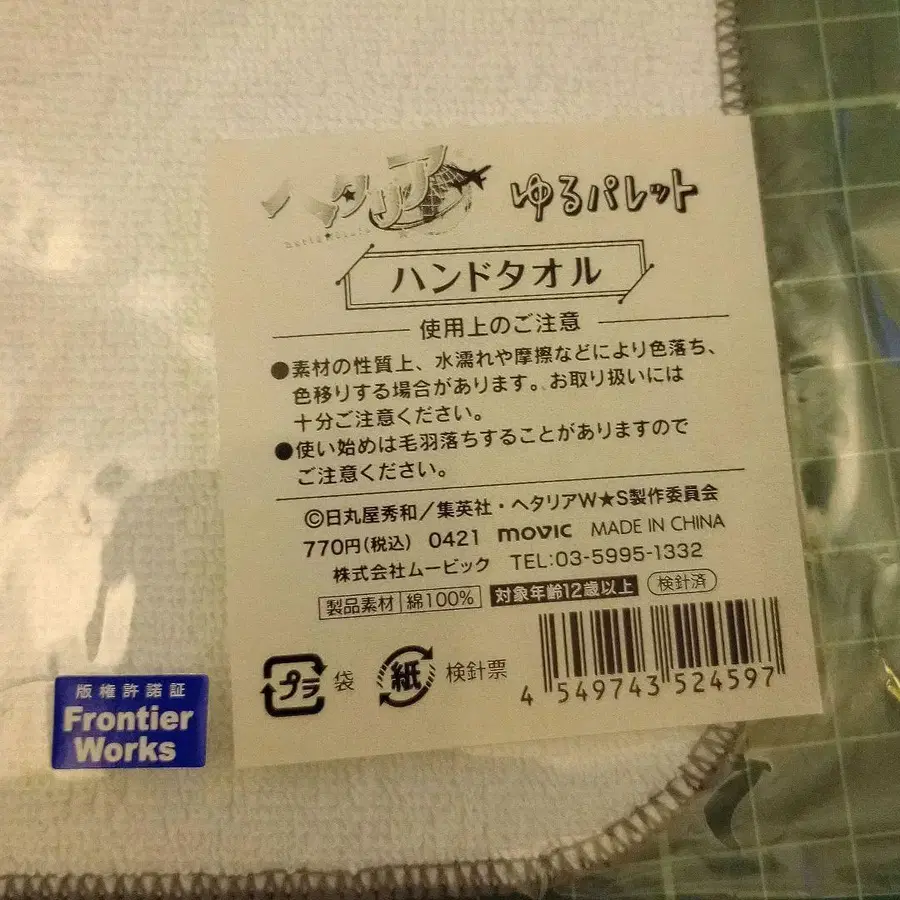 ヘタリア
ゆるパレット
ハンドタオル
使用上のご注意
●素材の性質上、水濡れや摩擦などにより色落ち、
色移りする場合があります。お取り扱いには
十分ご注意ください。
●使い始めは毛羽落ちすることがありますので
ご注意ください。
©日丸屋秀和／集英社・ヘタリアW★S製作委員会
770円(税込) 0421 movic MADE IN CHINA
株式会社ムービック TEL:03-5995-1332
製品素材 綿100% 対象年齢12歳以上 検針済
プラ 袋 紙 検針票
4 549743 524597
版権許諾証
Frontier
Works